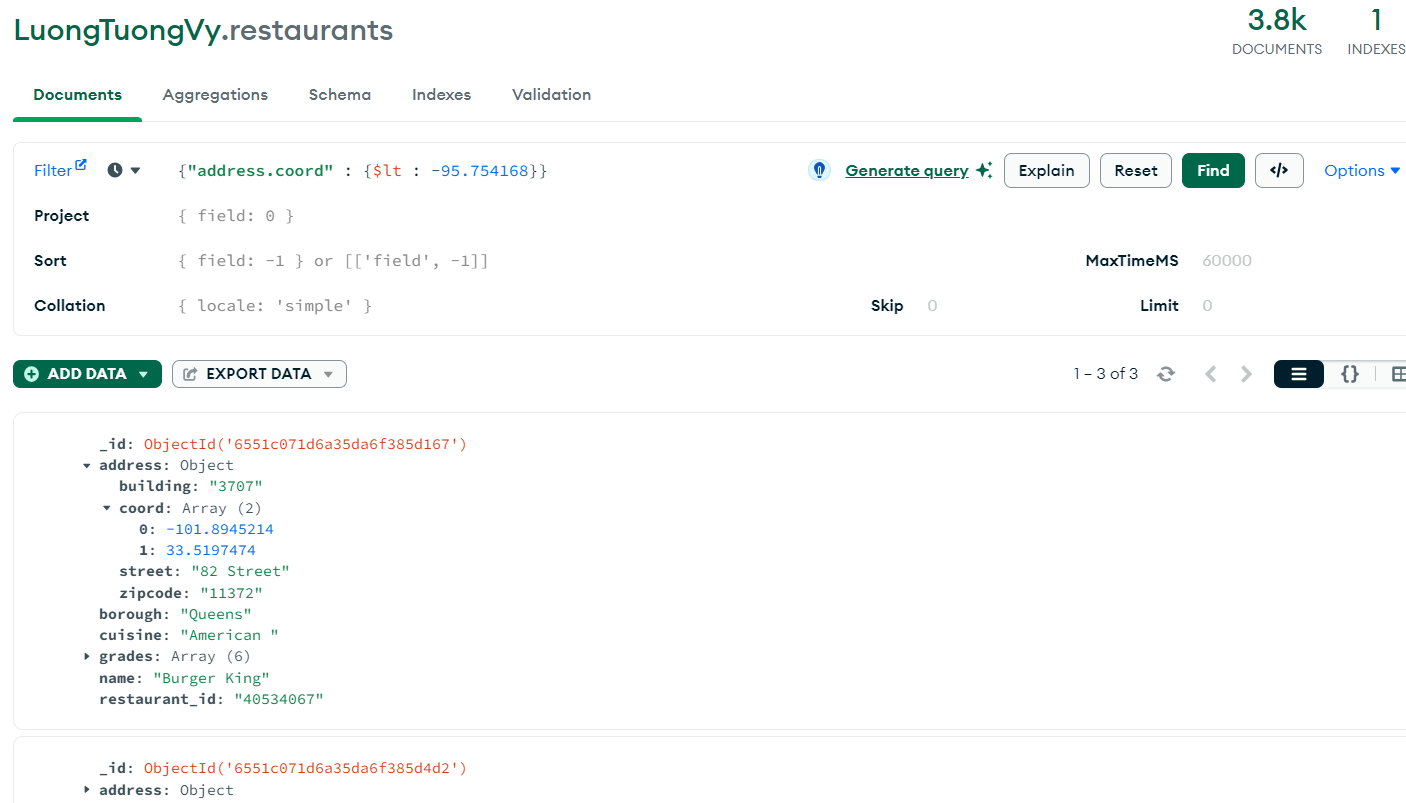 LuongTuongVy.restaurants
3.8k 1
DOCUMENTS INDEXES
Documents Aggregations Schema Indexes Validation
Filter {"address.coord" : {$lt : -95.754168}} Generate query Explain Reset Find </> Options
Project { field: 0 }
Sort { field: -1 } or [['field', -1]] MaxTimeMS 60000
Collation { locale: 'simple' } Skip 0 Limit 0
ADD DATA EXPORT DATA 1 – 3 of 3 {}
_id: ObjectId('6551c071d6a35da6f385d167')
address: Object
building: "3707"
coord: Array (2)
0: -101.8945214
1: 33.5197474
street: "82 Street"
zipcode: "11372"
borough: "Queens"
cuisine: "American "
grades: Array (6)
name: "Burger King"
restaurant_id: "40534067"
_id: ObjectId('6551c071d6a35da6f385d4d2')
address: Object